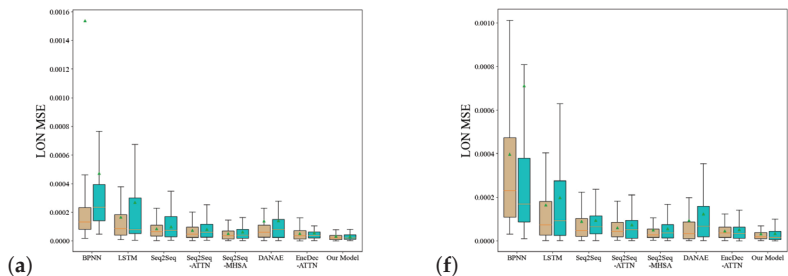 0.0016
0.0014
0.0012
0.0010
0.0008
0.0006
0.0004
0.0002
0.0000
LON MSE
BPNN LSTM Seq2Seq Seq2Seq -ATTN Seq2Seq -MHSA DANAE EncDec -ATTN Our Model
(a)
0.0010
0.0008
0.0006
0.0004
0.0002
0.0000
LON MSE
BPNN LSTM Seq2Seq Seq2Seq -ATTN Seq2Seq -MHSA DANAE EncDec -ATTN Our Model
(f)